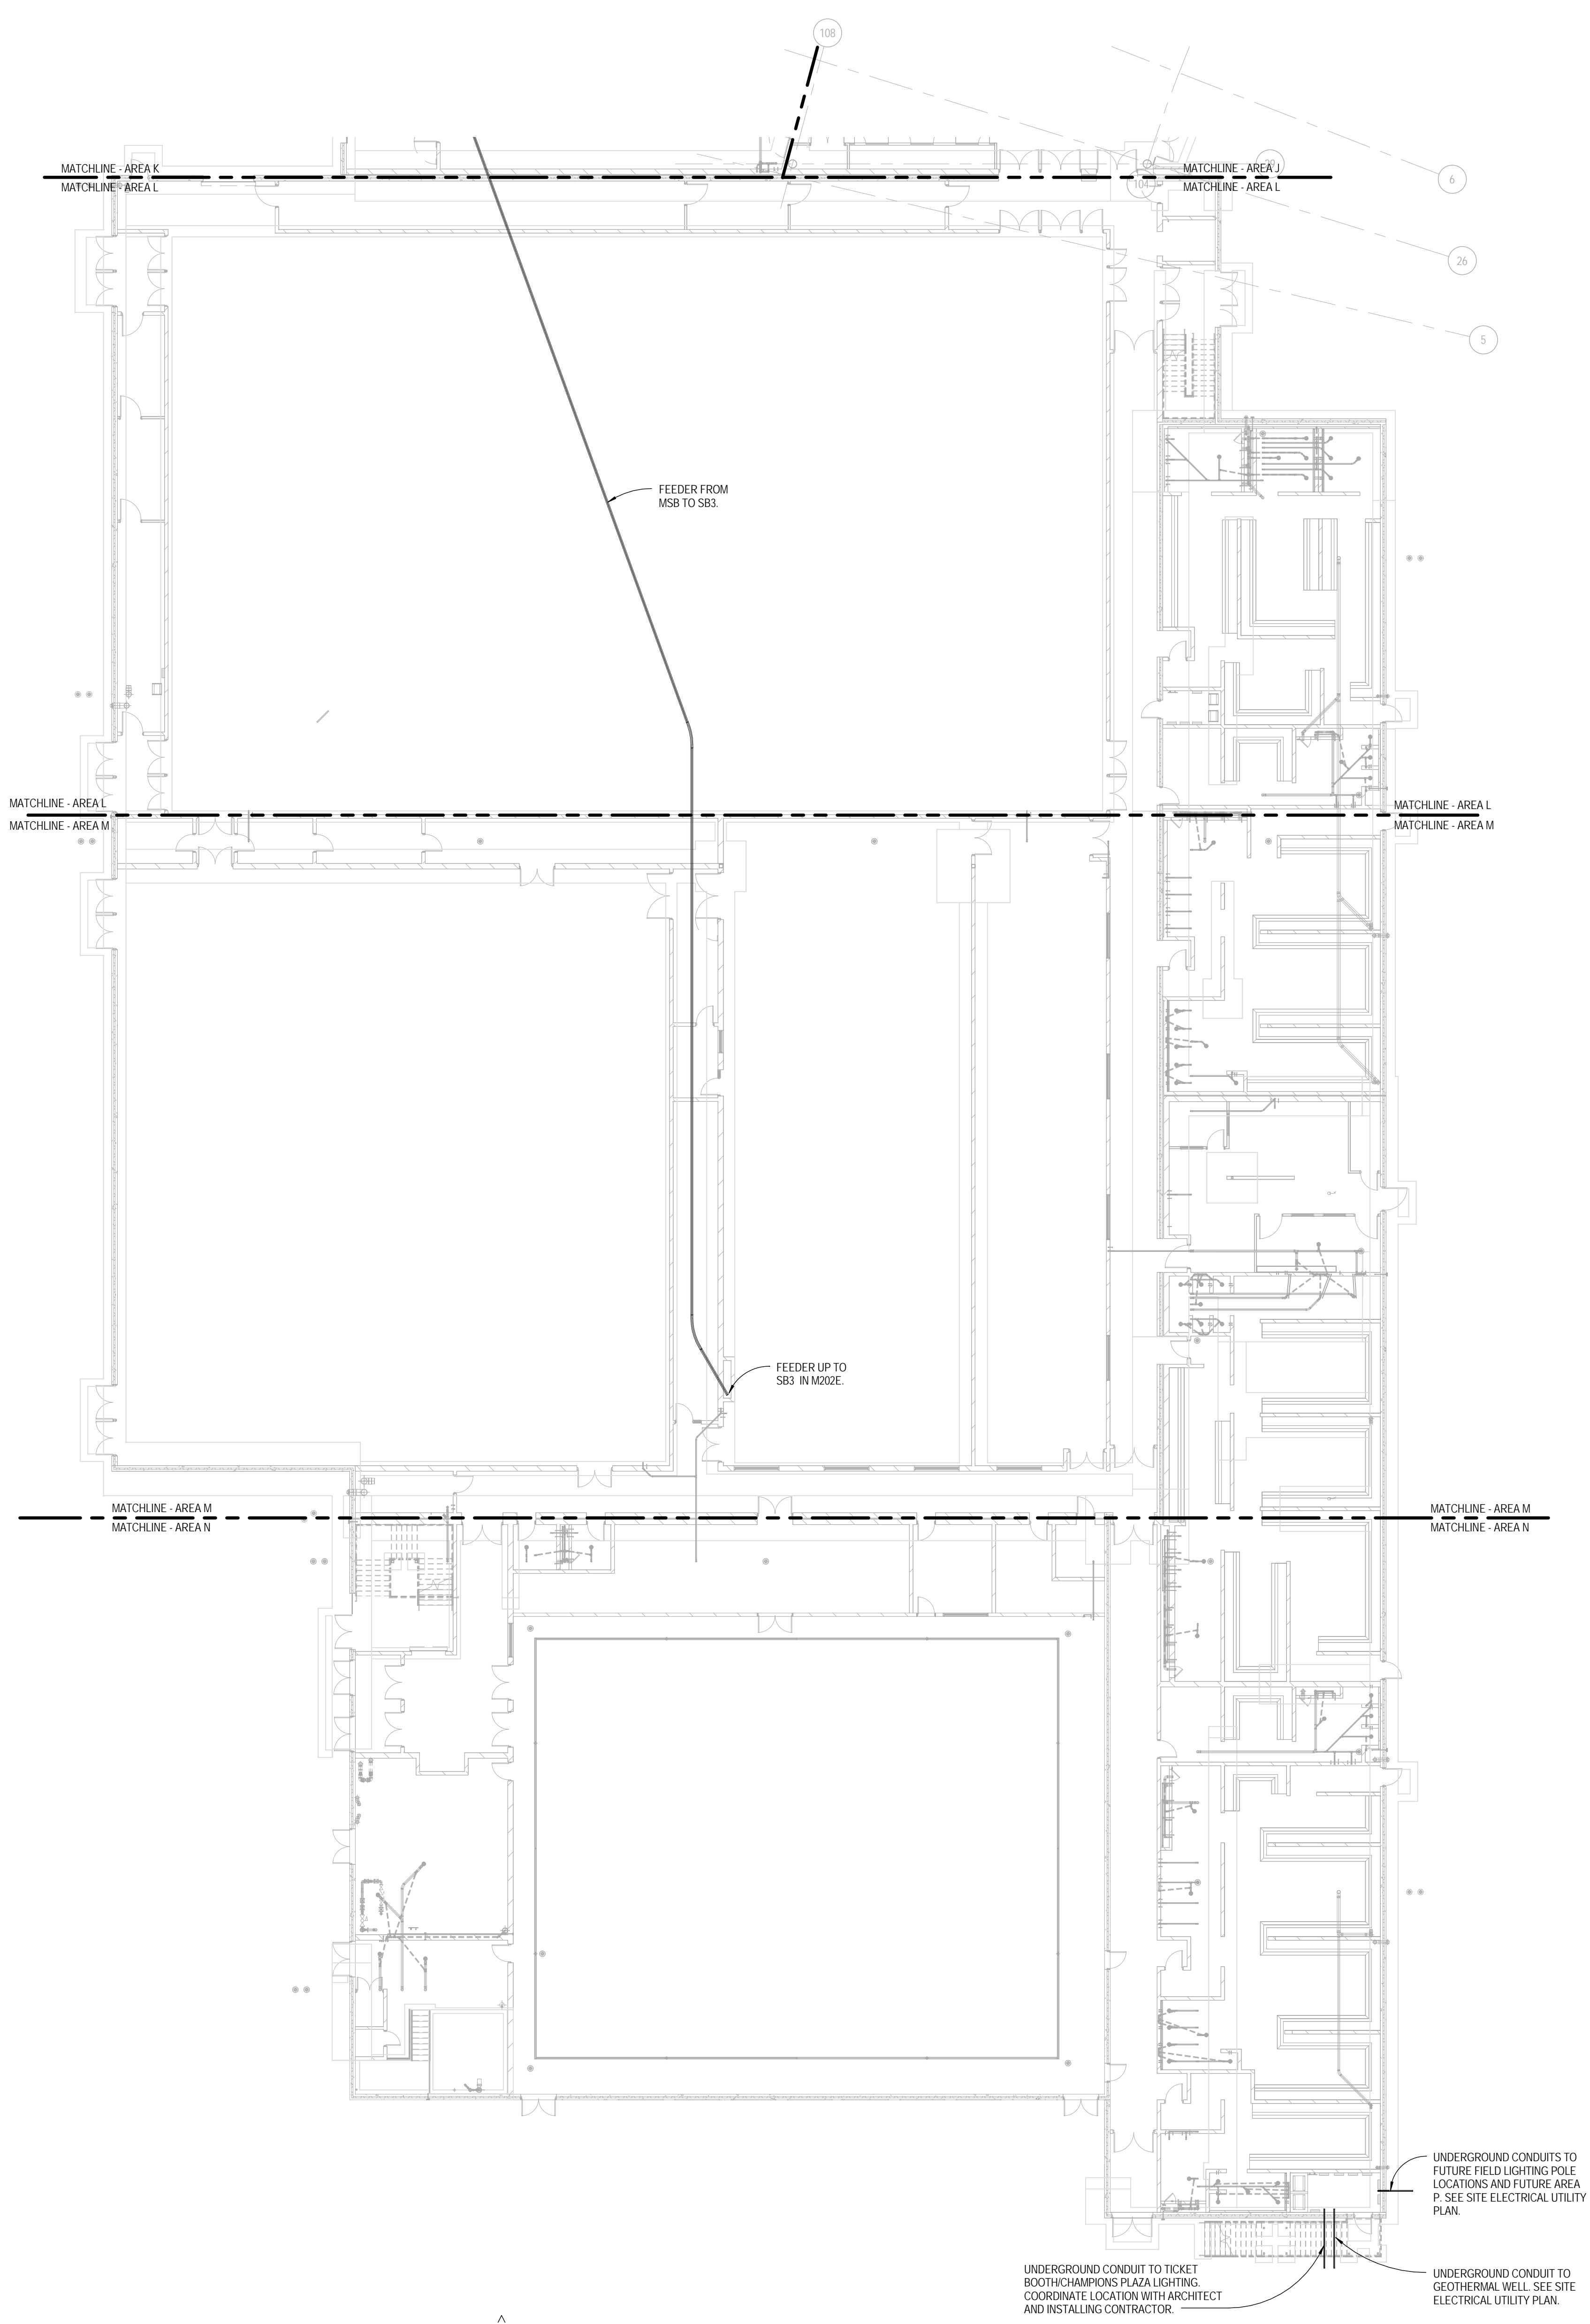 108
MATCHLINE - AREA K
MATCHLINE - AREA L
MATCHLINE - AREA J
MATCHLINE - AREA L
104
6
26
5
FEEDER FROM
MSB TO SB3.
MATCHLINE - AREA L
MATCHLINE - AREA M
MATCHLINE - AREA L
MATCHLINE - AREA M
FEEDER UP TO
SB3 IN M202E.
MATCHLINE - AREA M
MATCHLINE - AREA N
MATCHLINE - AREA M
MATCHLINE - AREA N
UNDERGROUND CONDUITS TO
FUTURE FIELD LIGHTING POLE
LOCATIONS AND FUTURE AREA
P. SEE SITE ELECTRICAL UTILITY
PLAN.
UNDERGROUND CONDUIT TO TICKET
BOOTH/CHAMPIONS PLAZA LIGHTING.
COORDINATE LOCATION WITH ARCHITECT
AND INSTALLING CONTRACTOR.
UNDERGROUND CONDUIT TO
GEOTHERMAL WELL. SEE SITE
ELECTRICAL UTILITY PLAN.